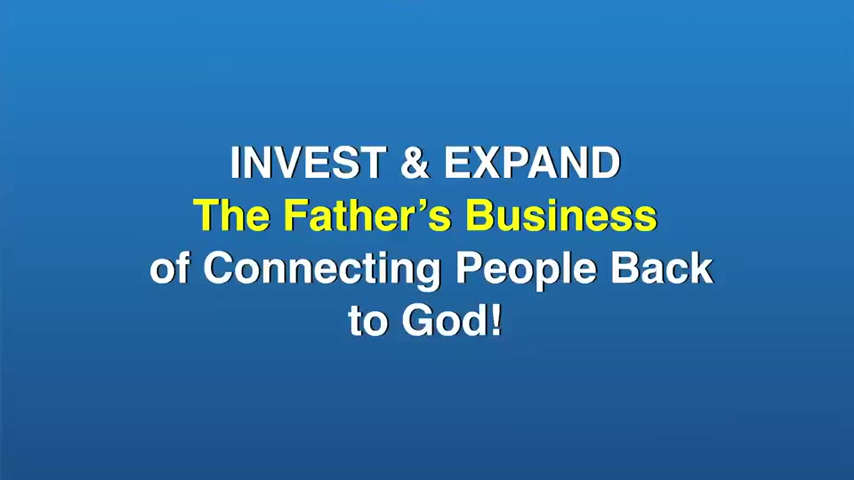 INVEST & EXPAND
The Father’s Business
of Connecting People Back
to God!